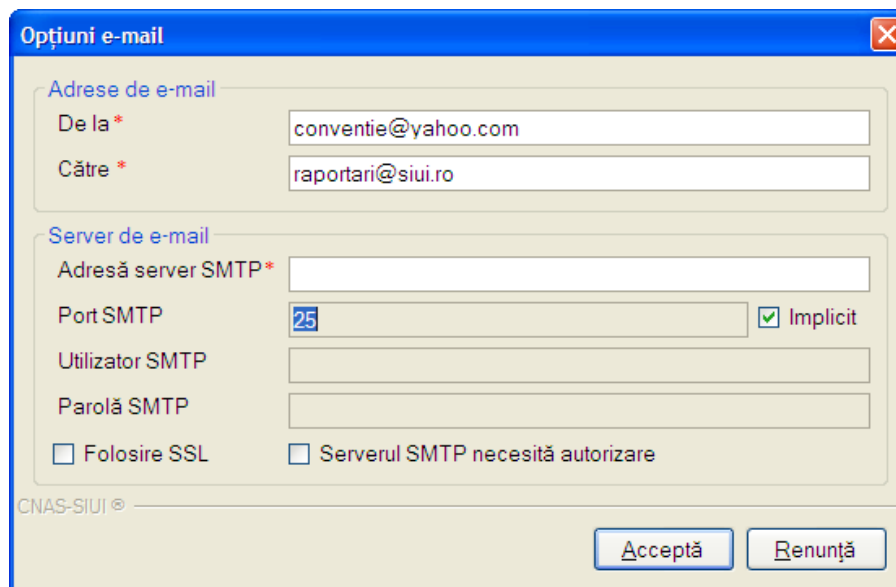 Opțiuni e-mail
Adrese de e-mail
De la *
conventie@yahoo.com
Către *
raportari@siui.ro
Server de e-mail
Adresă server SMTP *
Port SMTP
25
Implicit
Utilizator SMTP
Parolă SMTP
Folosire SSL
Serverul SMTP necesită autorizare
CNAS-SIUI ®
Acceptă
Renunță